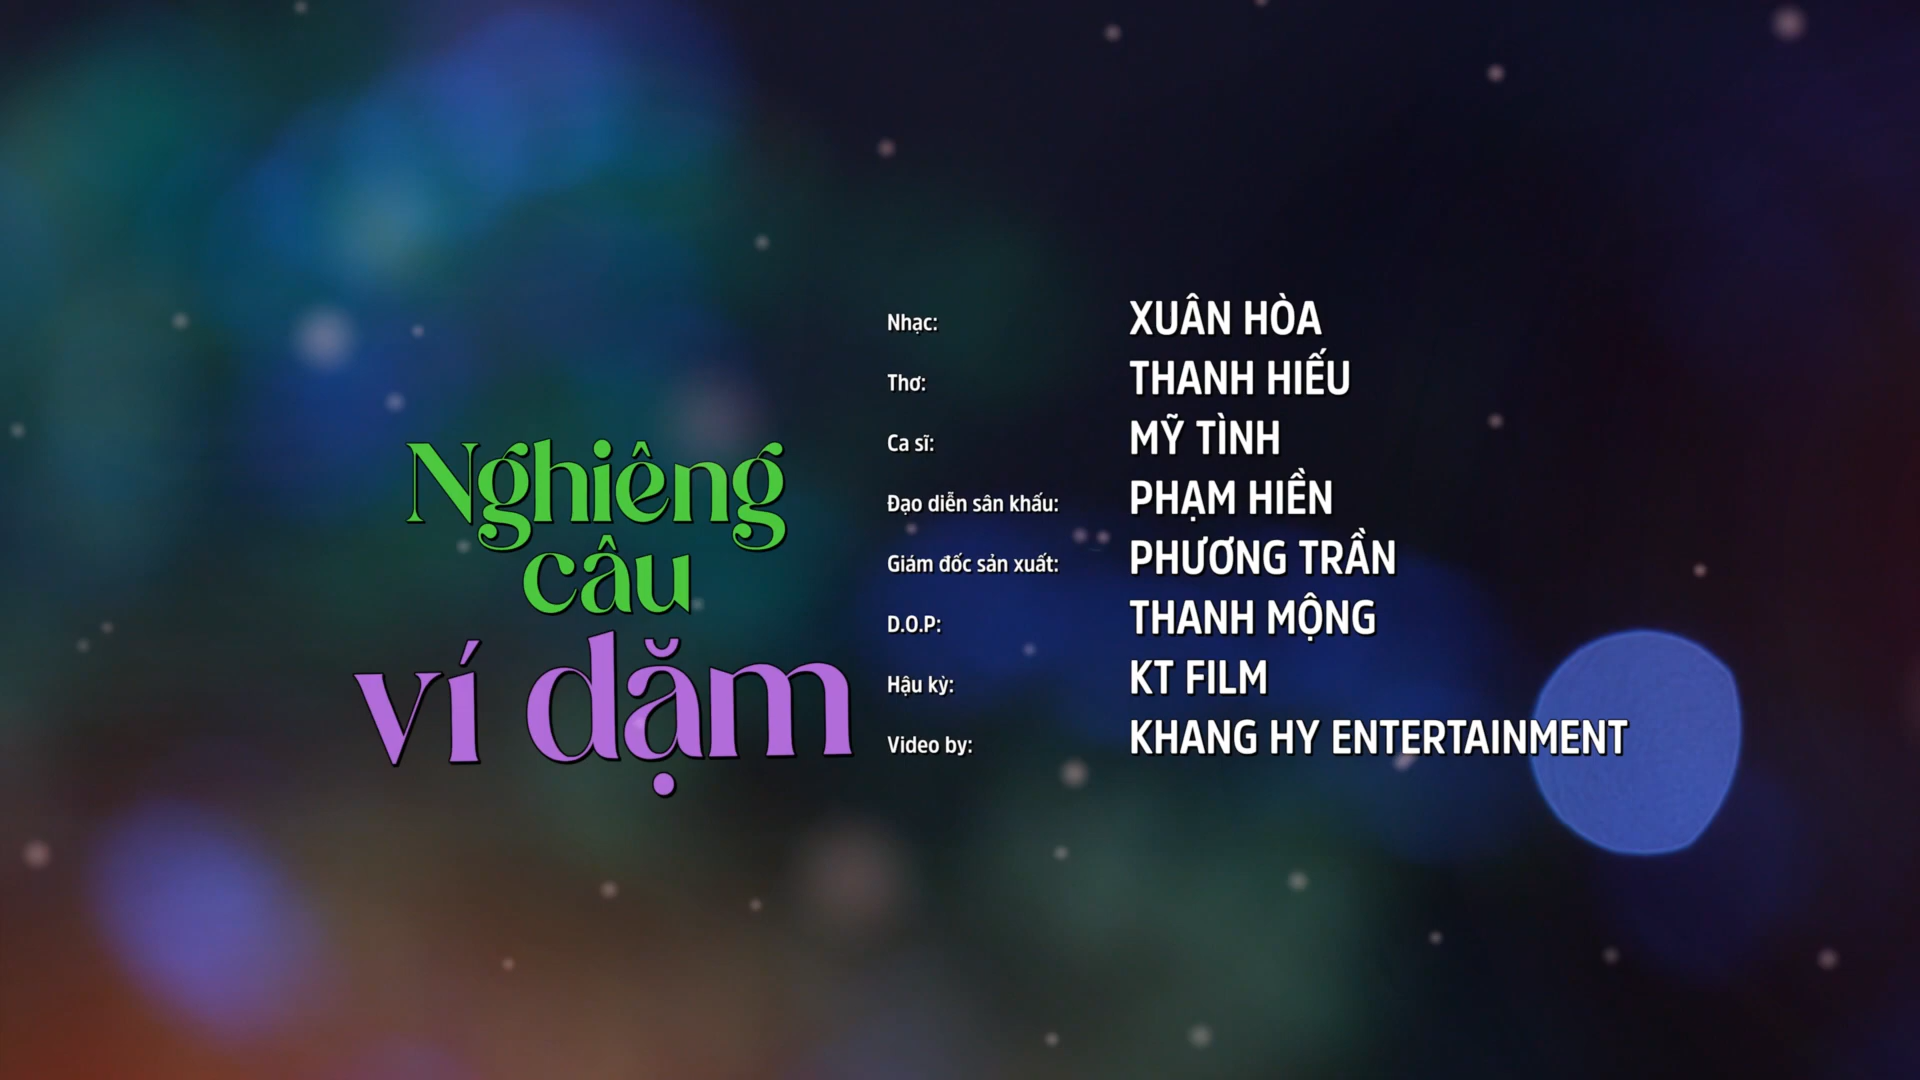 Nghiêng
câu
ví dặm
Nhạc: XUÂN HÒA
Thơ: THANH HIẾU
Ca sĩ: MỸ TÌNH
Đạo diễn sân khấu: PHẠM HIỀN
Giám đốc sản xuất: PHƯƠNG TRẦN
D.O.P: THANH MỘNG
Hậu kỳ: KT FILM
Video by: KHANG HY ENTERTAINMENT